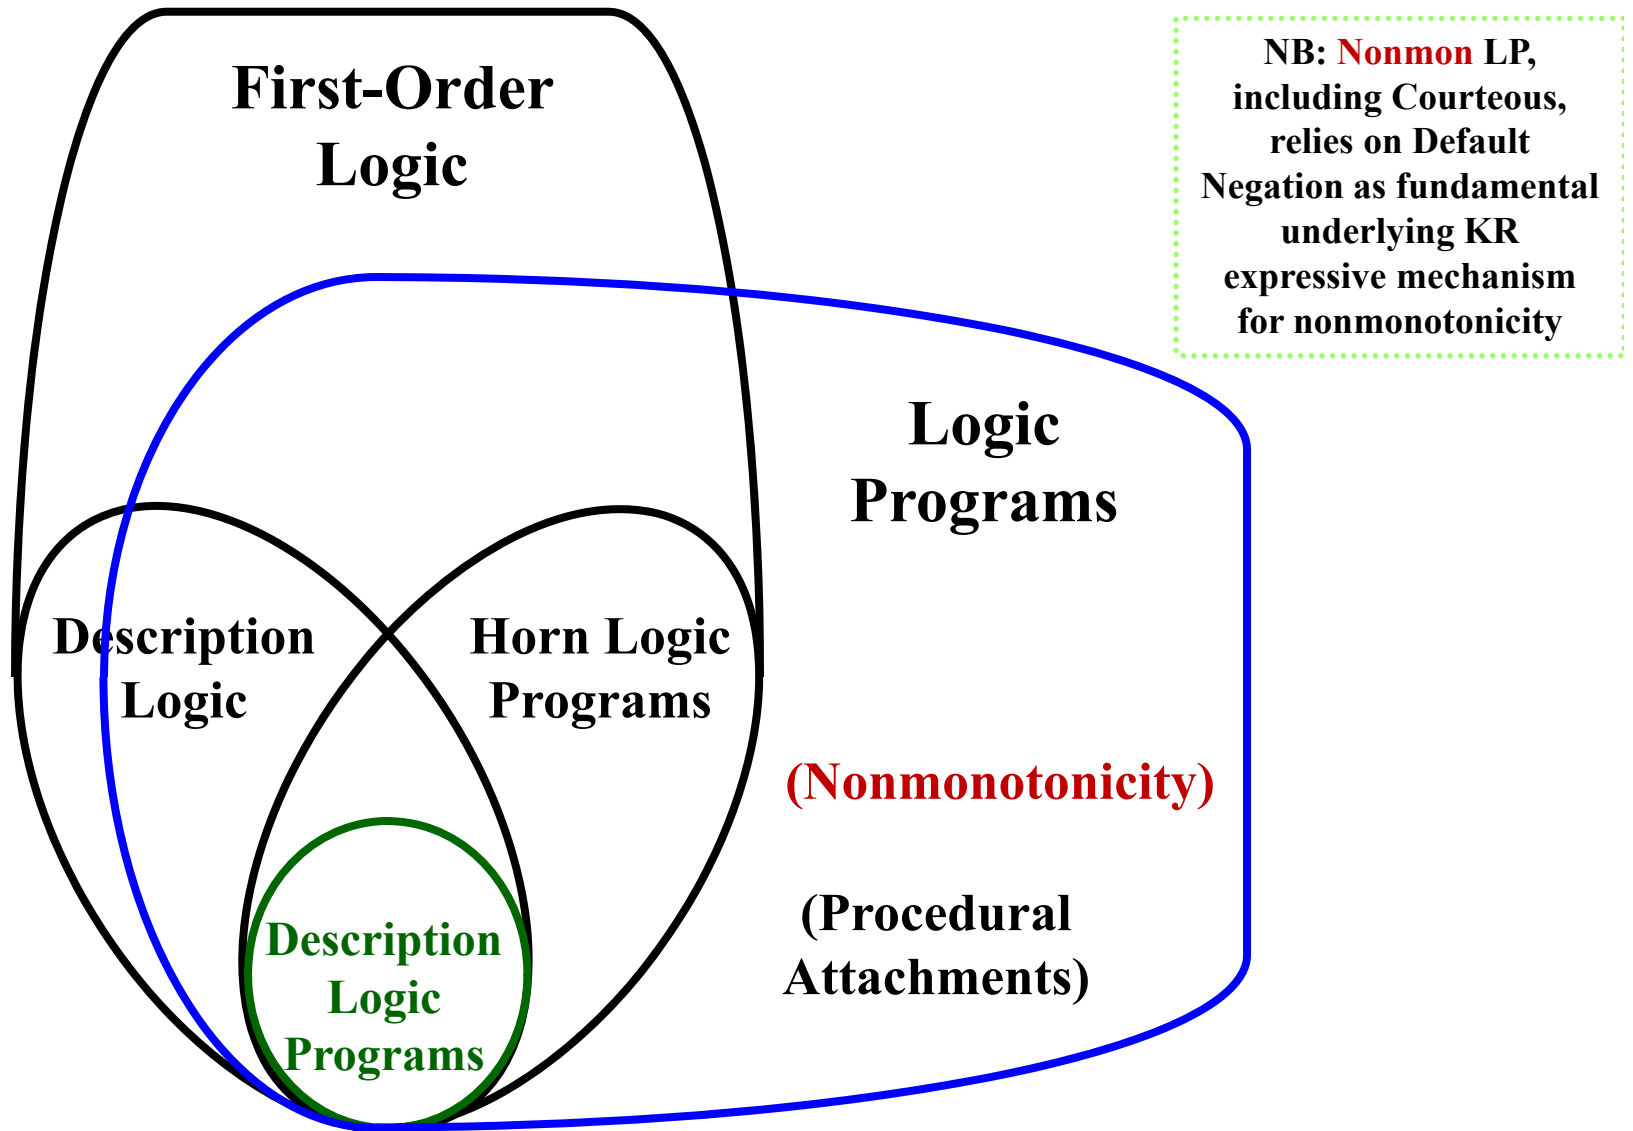 First-Order
Logic
NB: Nonmon LP,
including Courteous,
relies on Default
Negation as fundamental
underlying KR
expressive mechanism
for nonmonotonicity
Logic
Programs
Description
Logic
Horn Logic
Programs
(Nonmonotonicity)
(Procedural
Attachments)
Description
Logic
Programs